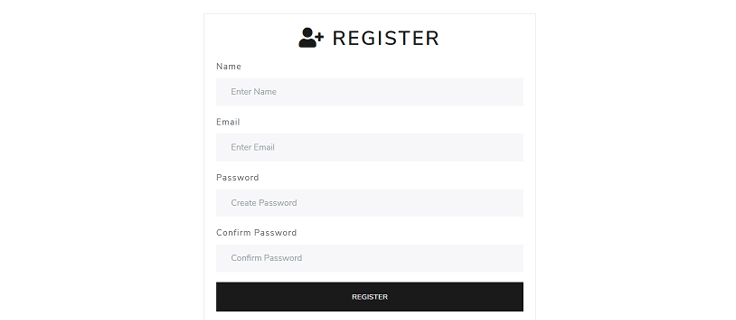 REGISTER
Name
Enter Name
Email
Enter Email
Password
Create Password
Confirm Password
Confirm Password
REGISTER